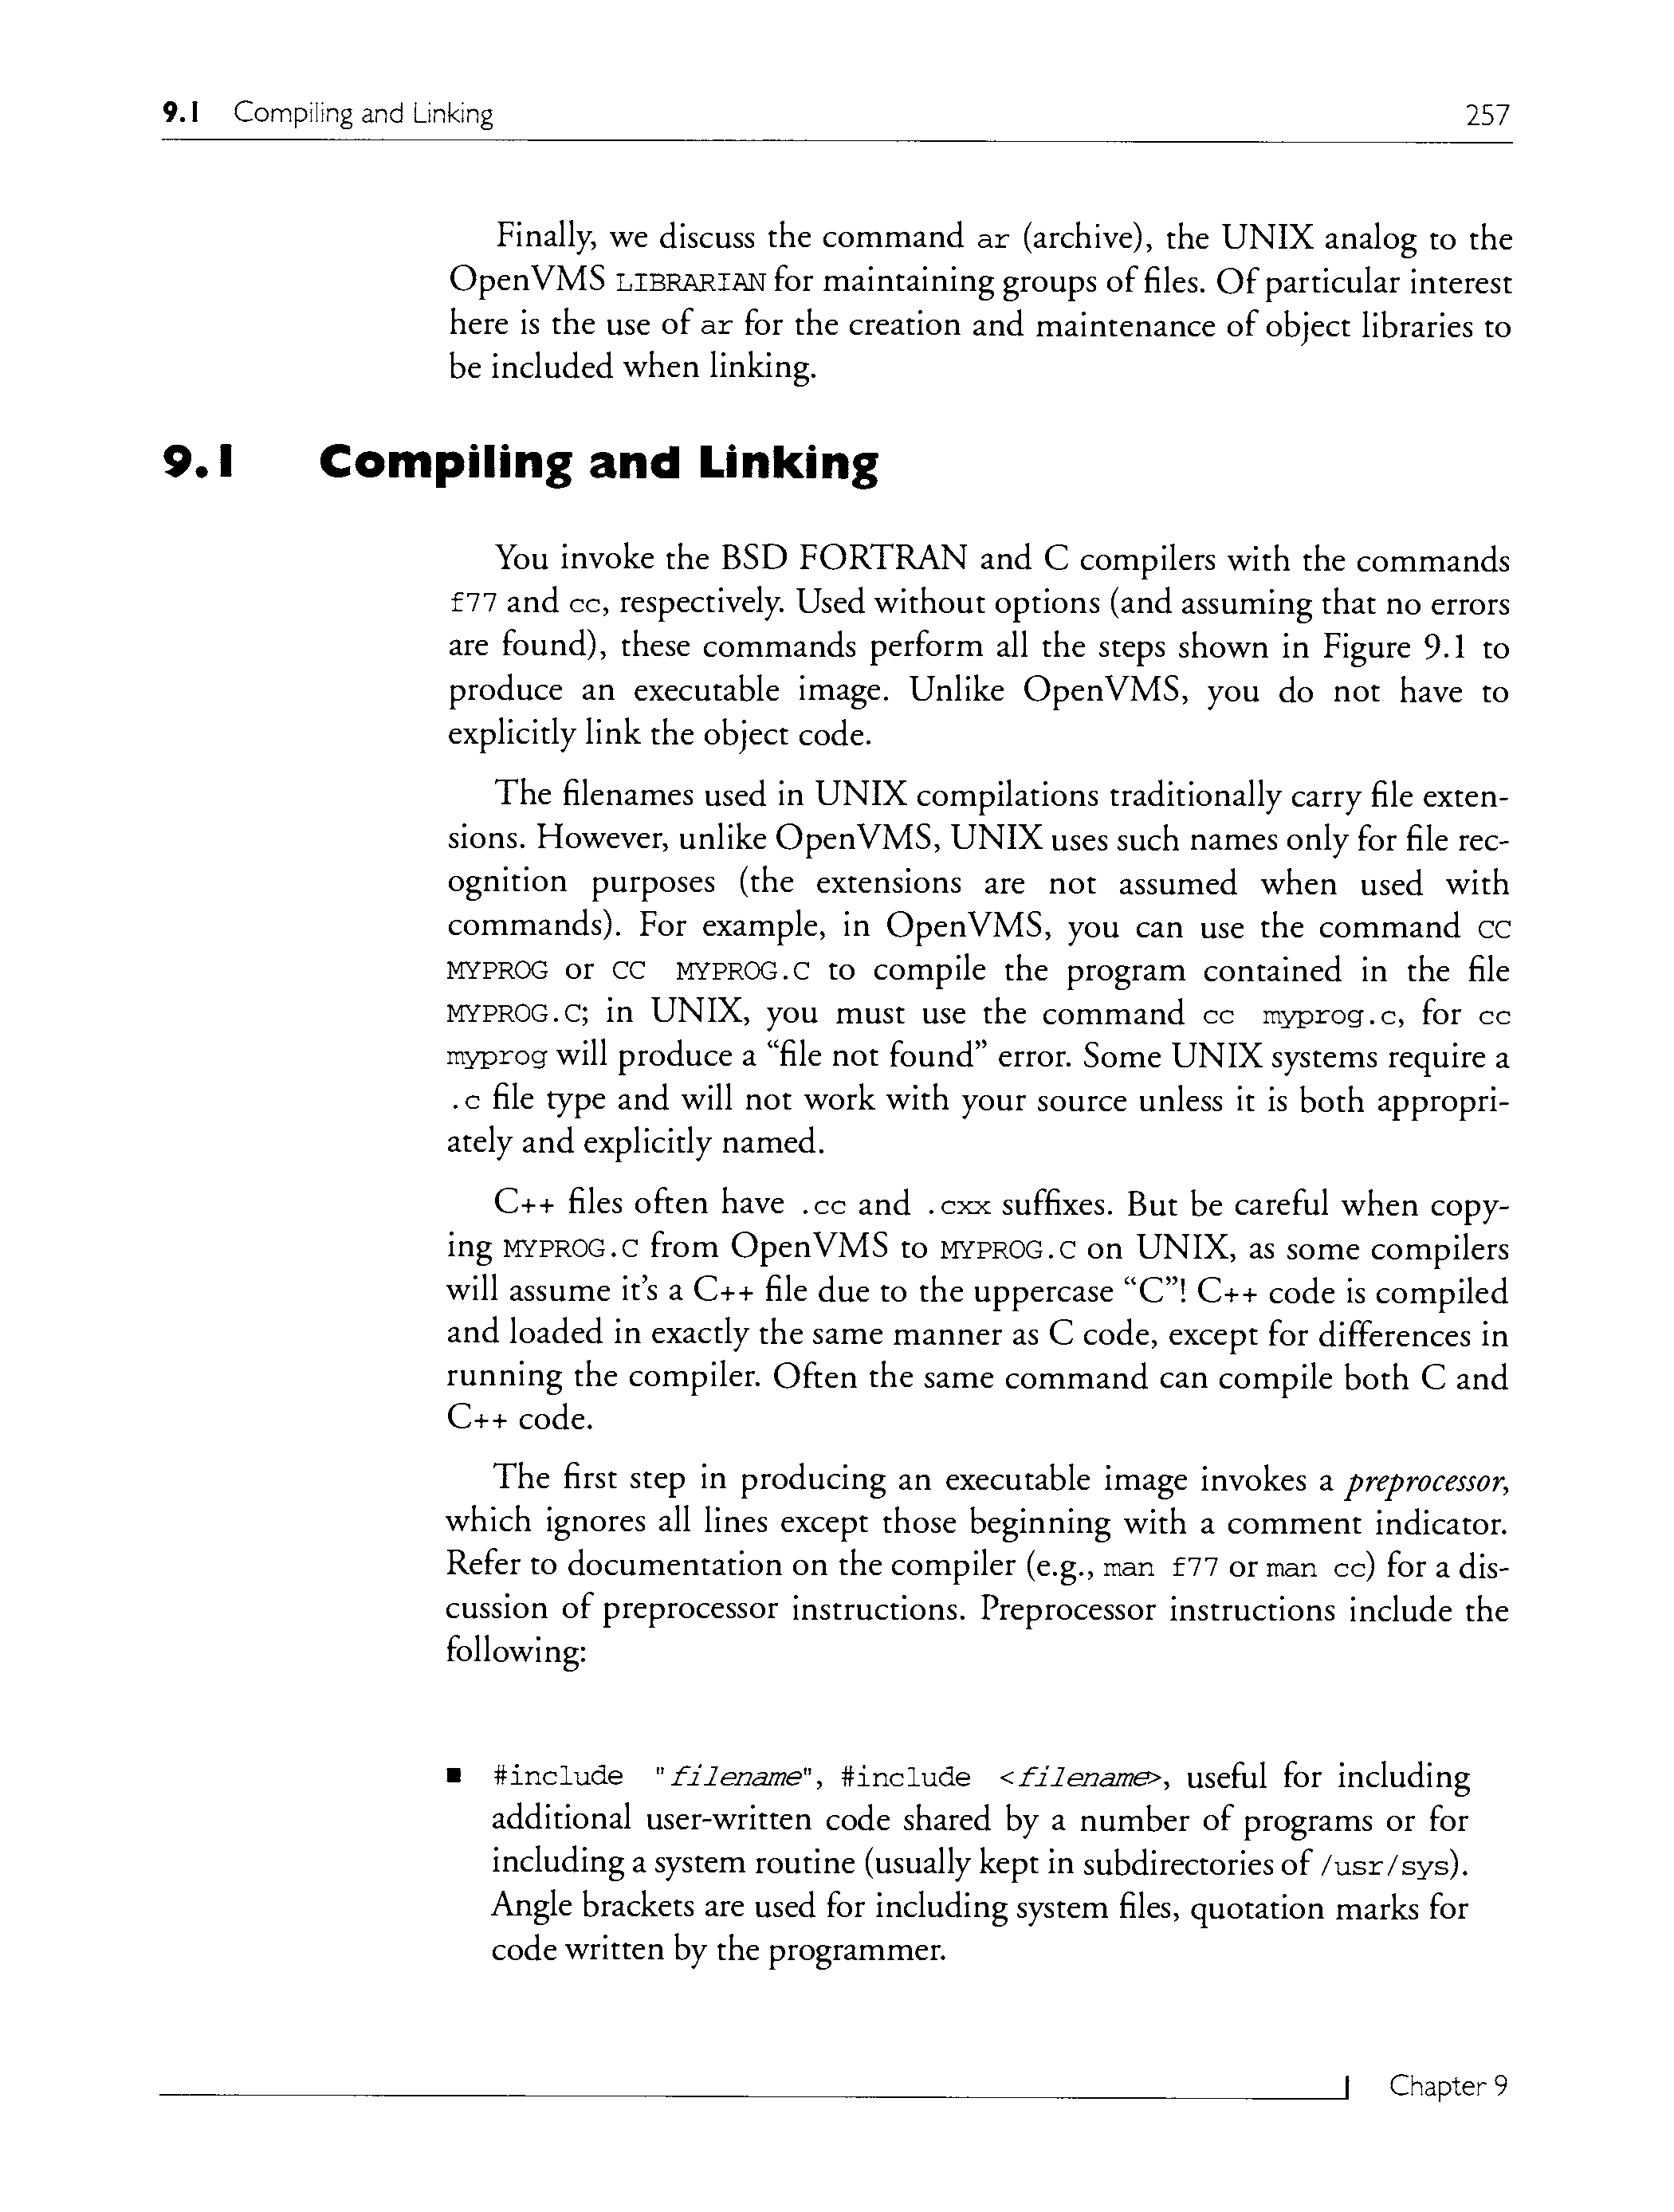 9.1 Compiling and Linking 257
Finally, we discuss the command ar (archive), the UNIX analog to the
OpenVMS LIBRARIAN for maintaining groups of files. Of particular interest
here is the use of ar for the creation and maintenance of object libraries to
be included when linking.
9.1 Compiling and Linking
You invoke the BSD FORTRAN and C compilers with the commands
f77 and cc, respectively. Used without options (and assuming that no errors
are found), these commands perform all the steps shown in Figure 9.1 to
produce an executable image. Unlike OpenVMS, you do not have to
explicitly link the object code.
The filenames used in UNIX compilations traditionally carry file exten-
sions. However, unlike OpenVMS, UNIX uses such names only for file rec-
ognition purposes (the extensions are not assumed when used with
commands). For example, in OpenVMS, you can use the command CC
MYPROG or CC MYPROG.C to compile the program contained in the file
MYPROG.C; in UNIX, you must use the command cc myprog.c, for cc
myprog will produce a “file not found” error. Some UNIX systems require a
.c file type and will not work with your source unless it is both appropri-
ately and explicitly named.
C++ files often have .cc and .cxx suffixes. But be careful when copy-
ing MYPROG.C from OpenVMS to MYPROG.C on UNIX, as some compilers
will assume it’s a C++ file due to the uppercase “C”! C++ code is compiled
and loaded in exactly the same manner as C code, except for differences in
running the compiler. Often the same command can compile both C and
C++ code.
The first step in producing an executable image invokes a preprocessor,
which ignores all lines except those beginning with a comment indicator.
Refer to documentation on the compiler (e.g., man f77 or man cc) for a dis-
cussion of preprocessor instructions. Preprocessor instructions include the
following:
■ #include "filename", #include <filename>, useful for including
additional user-written code shared by a number of programs or for
including a system routine (usually kept in subdirectories of /usr/sys).
Angle brackets are used for including system files, quotation marks for
code written by the programmer.
Chapter 9